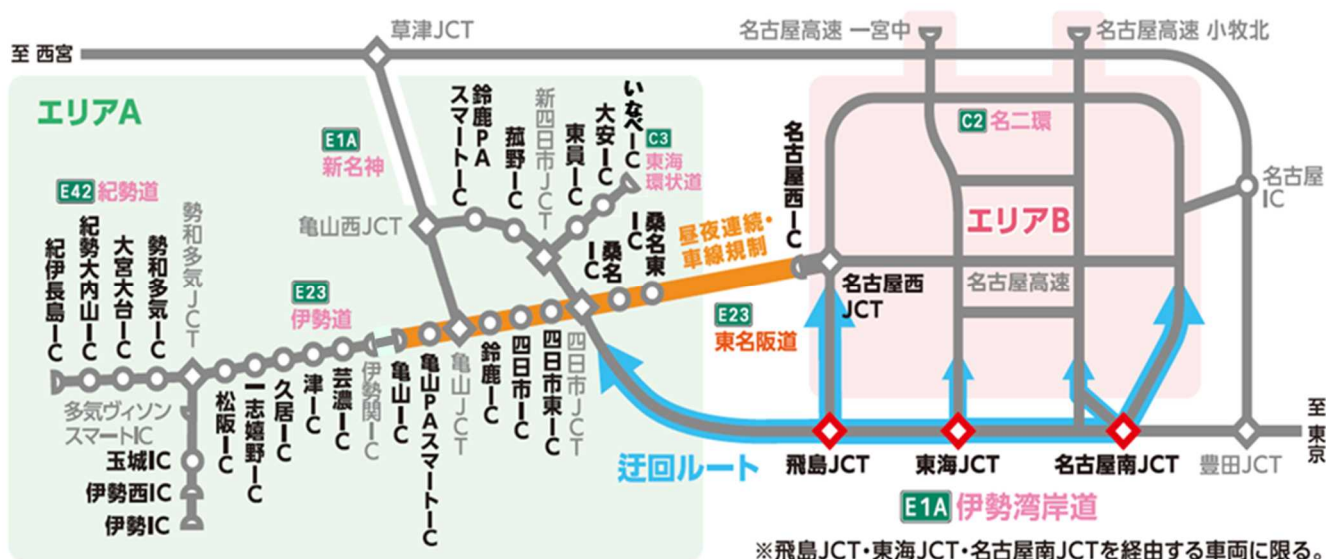 至 西宮
草津JCT
名古屋高速 一宮中
名古屋高速 小牧北
エリアA
E1A
新名神
鈴鹿PA
スマートIC
菰野IC
新四日市JCT
東員IC
大安IC
いなべIC
C3
東海
環状道
名古屋西IC
C2 名二環
名古屋
IC
E42 紀勢道
亀山西JCT
桑名
IC
桑名東
IC
昼夜連続・
車線規制
エリアB
紀伊長島IC
紀勢大内山IC
大宮大台IC
勢和多気IC
勢和多気JCT
E23
伊勢道
名古屋西
JCT
名古屋高速
E23
東名阪道
松阪IC
一志嬉野IC
久居IC
津IC
芸濃IC
伊勢関IC
亀山IC
亀山PAスマートIC
亀山JCT
鈴鹿IC
四日市IC
四日市東IC
四日市JCT
多気ヴィソン
スマートIC
玉城IC
伊勢西IC
伊勢IC
迂回ルート
飛島JCT
東海JCT
名古屋南JCT
豊田JCT
至 東京
E1A 伊勢湾岸道
※飛島JCT・東海JCT・名古屋南JCTを経由する車両に限る。